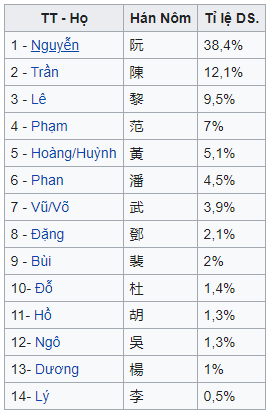 TT - Họ Hán Nôm Tỉ lệ DS.
1 - Nguyễn 阮 38,4%
2 - Trần 陳 12,1%
3 - Lê 黎 9,5%
4 - Phạm 范 7%
5 - Hoàng/Huỳnh 黃 5,1%
6 - Phan 潘 4,5%
7 - Vũ/Võ 武 3,9%
8 - Đặng 鄧 2,1%
9 - Bùi 裴 2%
10- Đỗ 杜 1,4%
11- Hồ 胡 1,3%
12- Ngô 吳 1,3%
13- Dương 楊 1%
14- Lý 李 0,5%